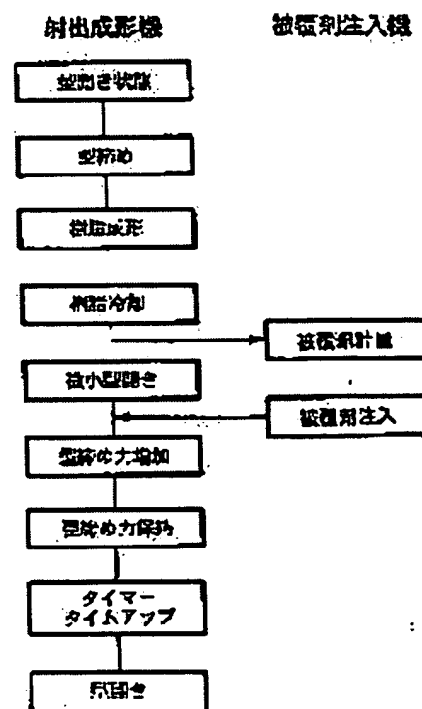 射出成形機
被覆剤注入機
型開き状態
型締め
樹脂成形
樹脂冷却
被覆剤計量
微小型開き
被覆剤注入
型締め力増加
型締め力保持
タイマー
タイムアップ
型開き